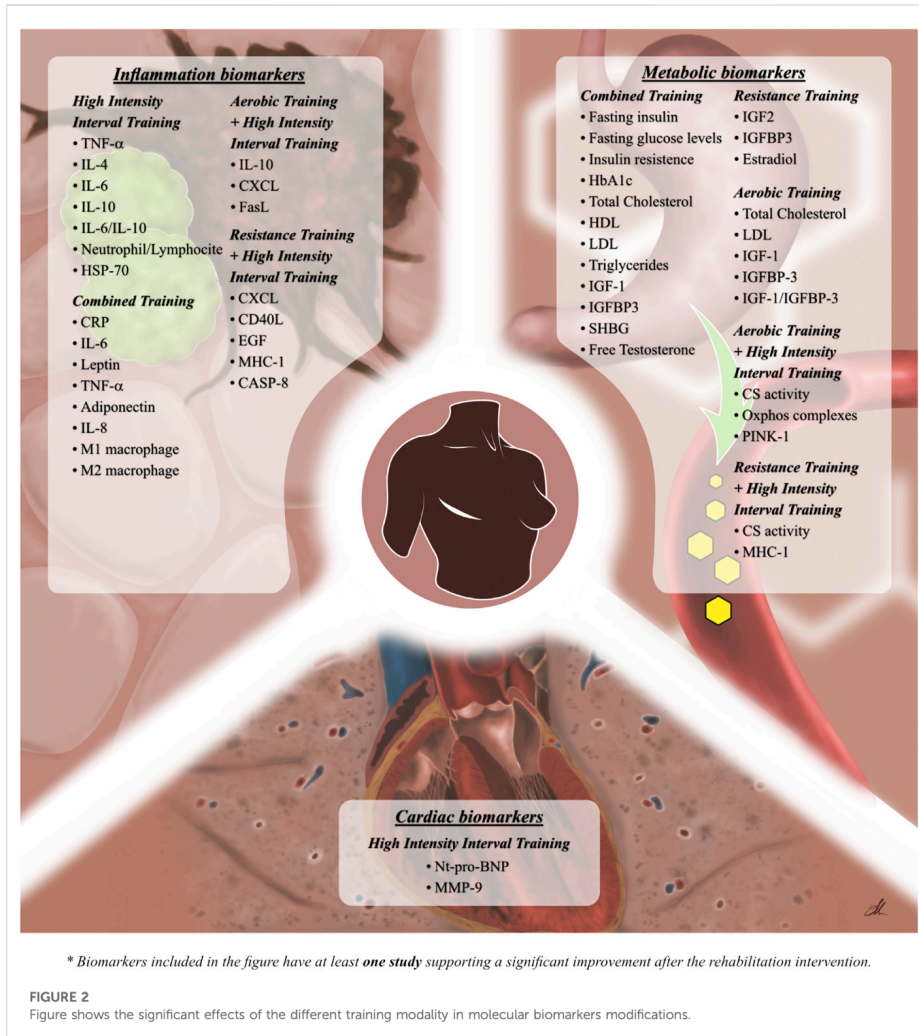 Inflammation biomarkers
High Intensity
Interval Training
• TNF-α
• IL-4
• IL-6
• IL-10
• IL-6/IL-10
• Neutrophil/Lymphocite
• HSP-70
Combined Training
• CRP
• IL-6
• Leptin
• TNF-α
• Adiponectin
• IL-8
• M1 macrophage
• M2 macrophage
Aerobic Training
+ High Intensity
Interval Training
• IL-10
• CXCL
• FasL
Resistance Training
+ High Intensity
Interval Training
• CXCL
• CD40L
• EGF
• MHC-1
• CASP-8
Metabolic biomarkers
Combined Training
• Fasting insulin
• Fasting glucose levels
• Insulin resistence
• HbA1c
• Total Cholesterol
• HDL
• LDL
• Triglycerides
• IGF-1
• IGFBP3
• SHBG
• Free Testosterone
Resistance Training
• IGF2
• IGFBP3
• Estradiol
Aerobic Training
• Total Cholesterol
• LDL
• IGF-1
• IGFBP-3
• IGF-1/IGFBP-3
Aerobic Training
+ High Intensity
Interval Training
• CS activity
• Oxphos complexes
• PINK-1
Resistance Training
+ High Intensity
Interval Training
• CS activity
• MHC-1
Cardiac biomarkers
High Intensity Interval Training
• Nt-pro-BNP
• MMP-9
* Biomarkers included in the figure have at least one study supporting a significant improvement after the rehabilitation intervention.
FIGURE 2
Figure shows the significant effects of the different training modality in molecular biomarkers modifications.